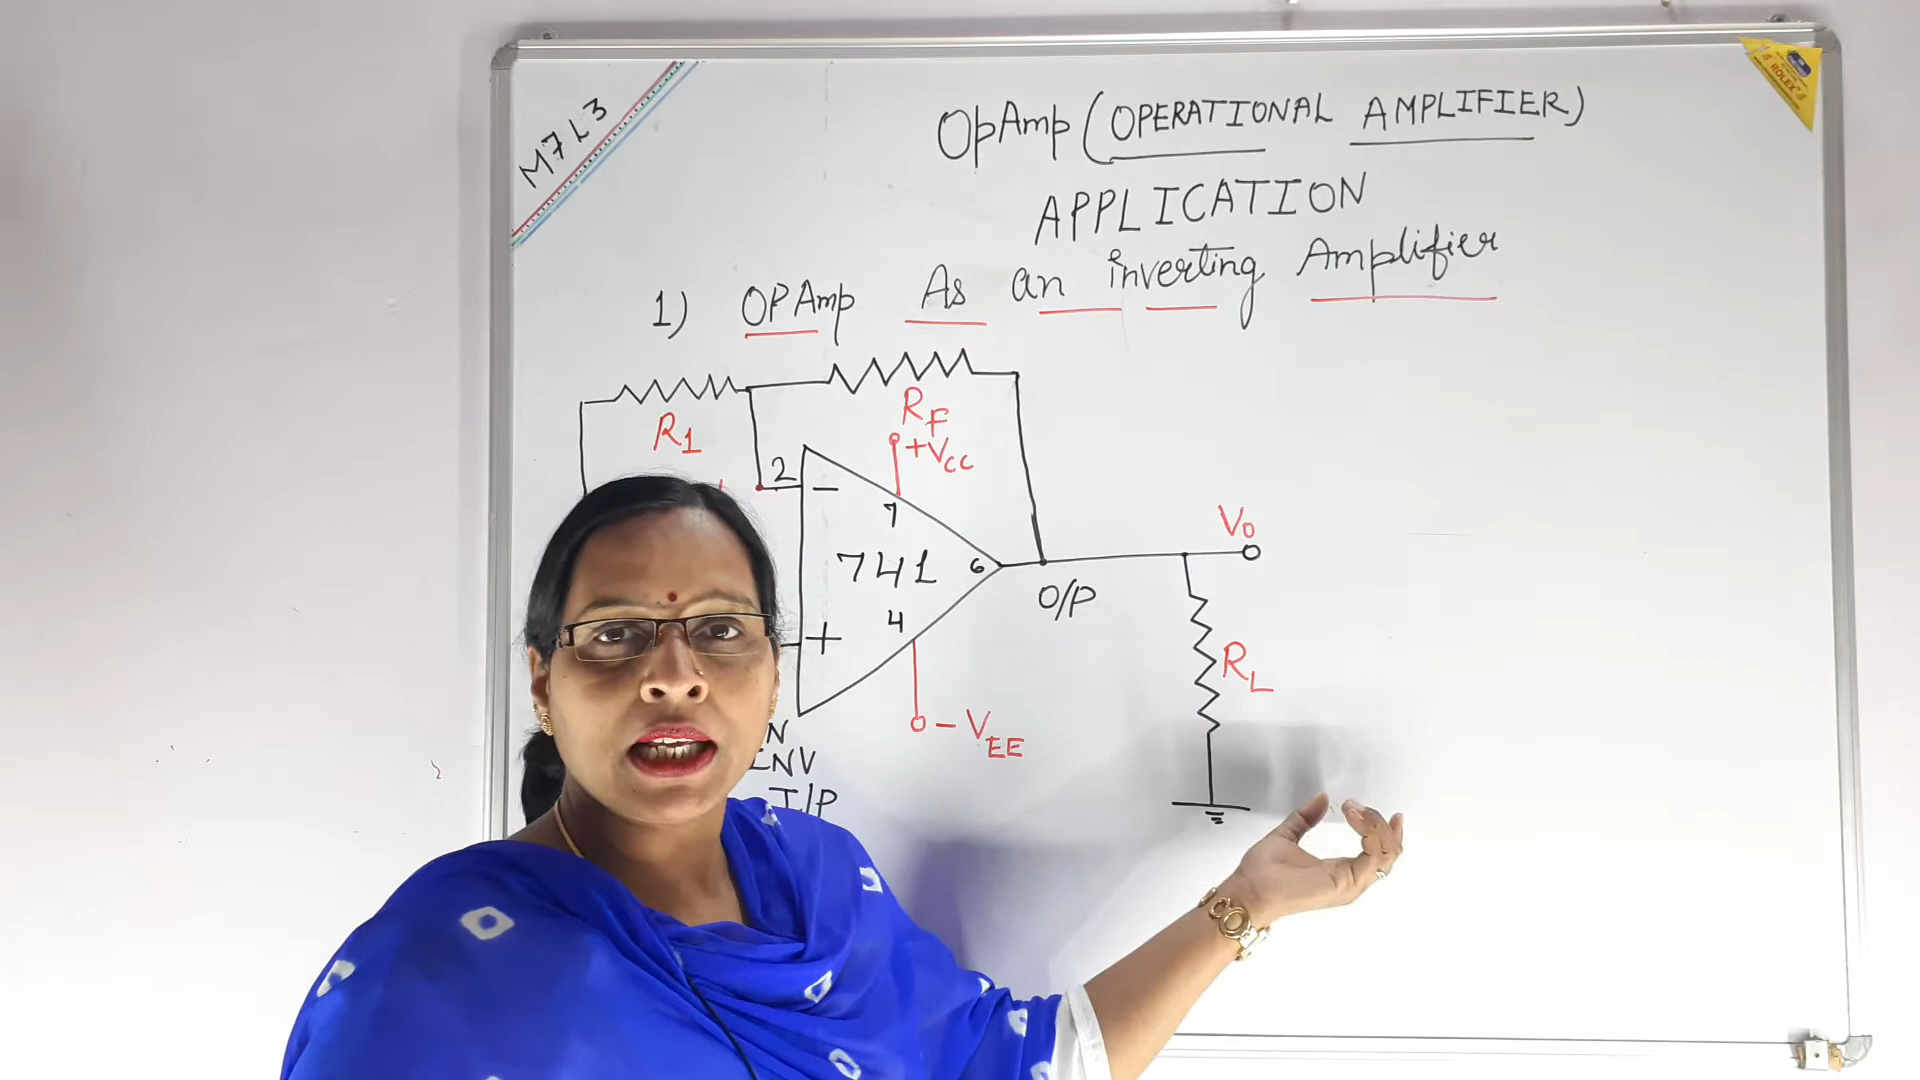 M7L3
OpAmp (OPERATIONAL AMPLIFIER)
APPLICATION
1) OPAmp As an inverting Amplifier
R1
RF
+VCC
2
−
7
741
6
4
+
O/P
Vo
RL
− VEE
N
INV
I/P
ROLEX